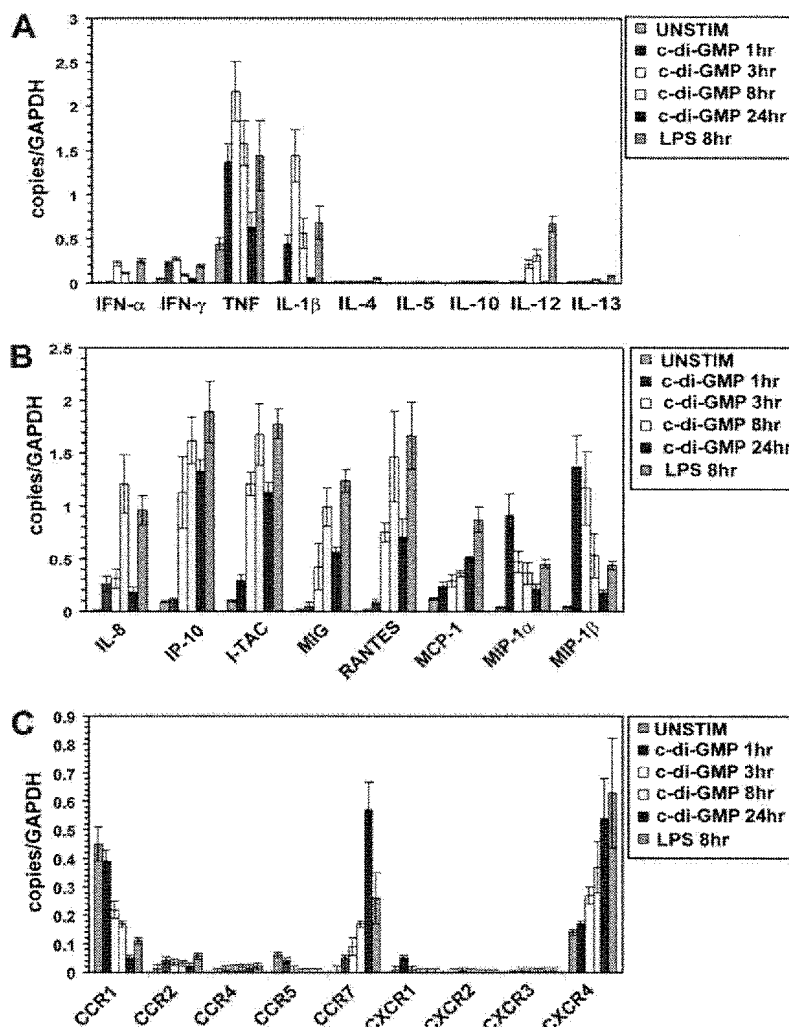 A
copies/GAPDH
3
2.5
2
1.5
1
0.5
0
IFN-α IFN-γ TNF IL-1β IL-4 IL-5 IL-10 IL-12 IL-13
UNSTIM
c-di-GMP 1hr
c-di-GMP 3hr
c-di-GMP 8hr
c-di-GMP 24hr
LPS 8hr
B
copies/GAPDH
2.5
2
1.5
1
0.5
0
IL-8 IP-10 I-TAC MIG RANTES MCP-1 MIP-1α MIP-1β
UNSTIM
c-di-GMP 1hr
c-di-GMP 3hr
c-di-GMP 8hr
c-di-GMP 24hr
LPS 8hr
C
copies/GAPDH
0.9
0.8
0.7
0.6
0.5
0.4
0.3
0.2
0.1
0
CCR1 CCR2 CCR4 CCR5 CCR7 CXCR1 CXCR2 CXCR3 CXCR4
UNSTIM
c-di-GMP 1hr
c-di-GMP 3hr
c-di-GMP 8hr
c-di-GMP 24hr
LPS 8hr